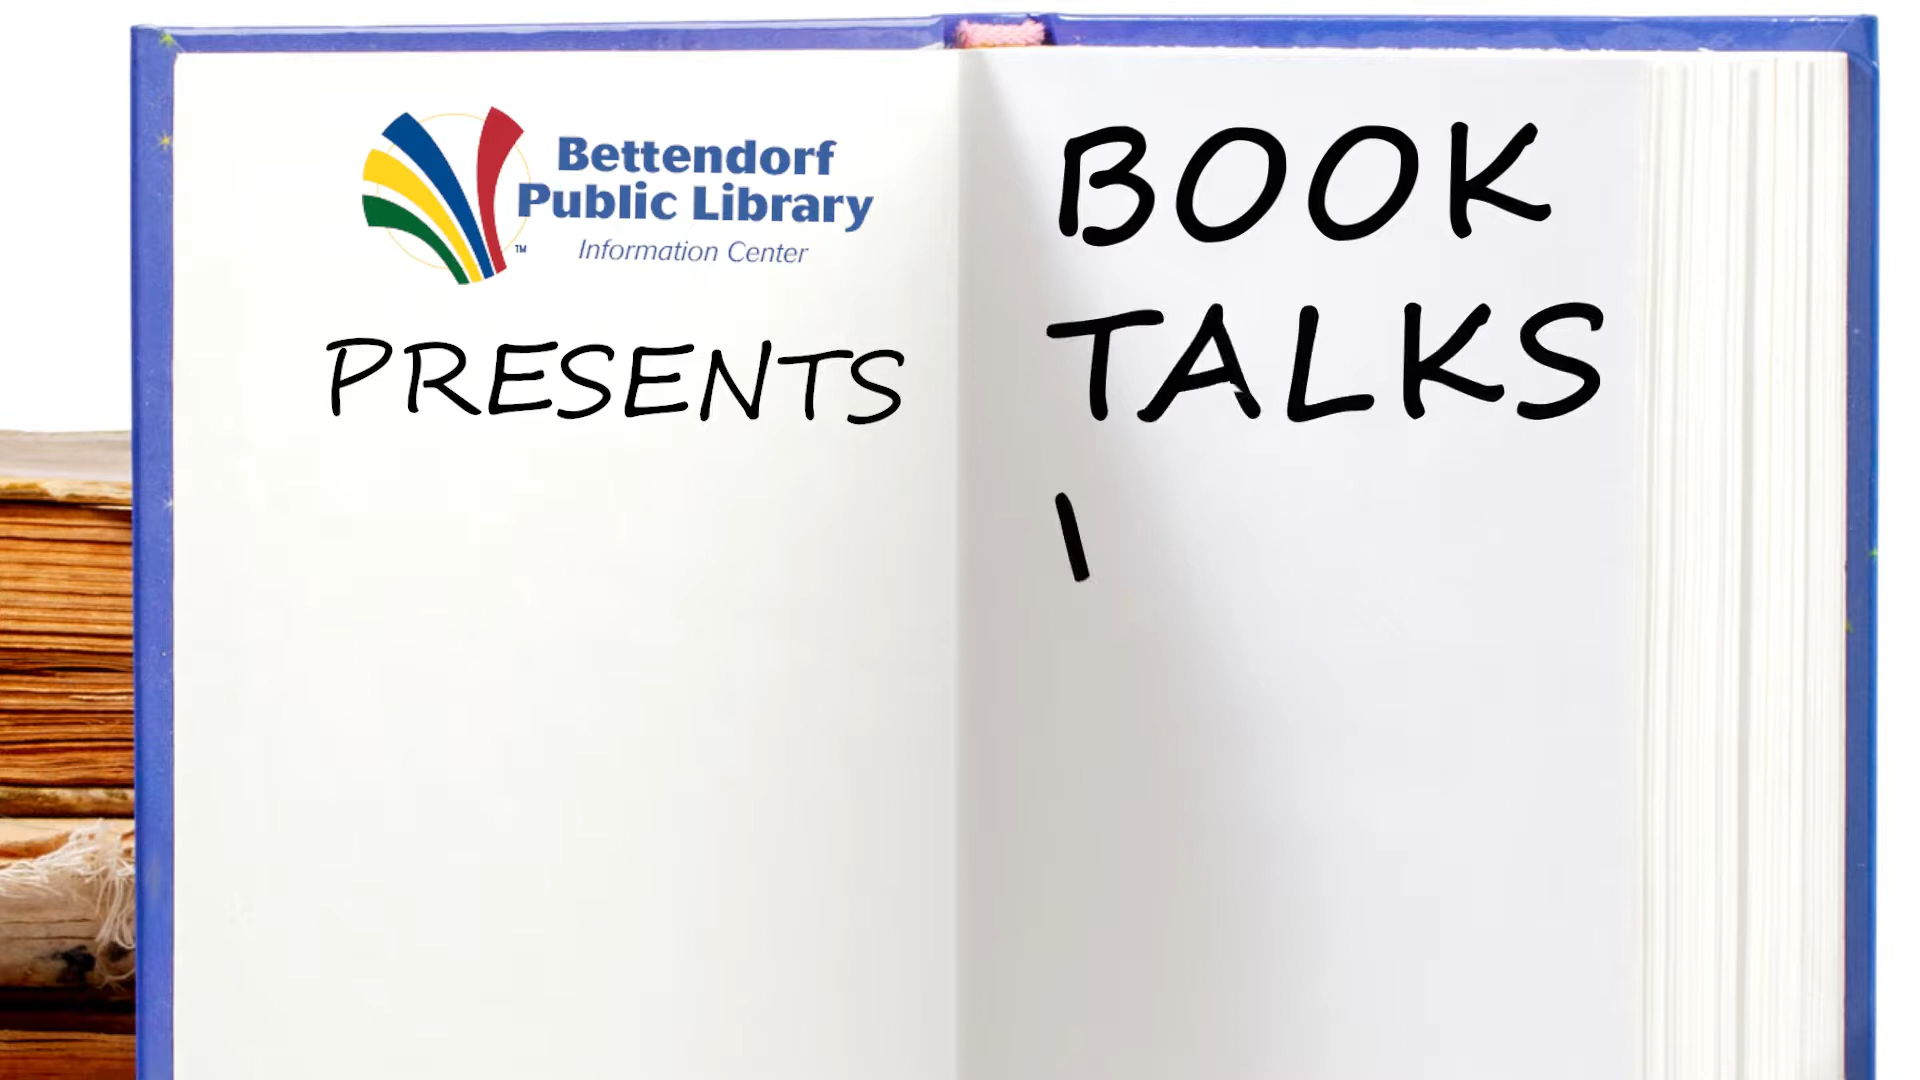 Bettendorf
Public Library
™
Information Center
PRESENTS
BOOK
TALKS